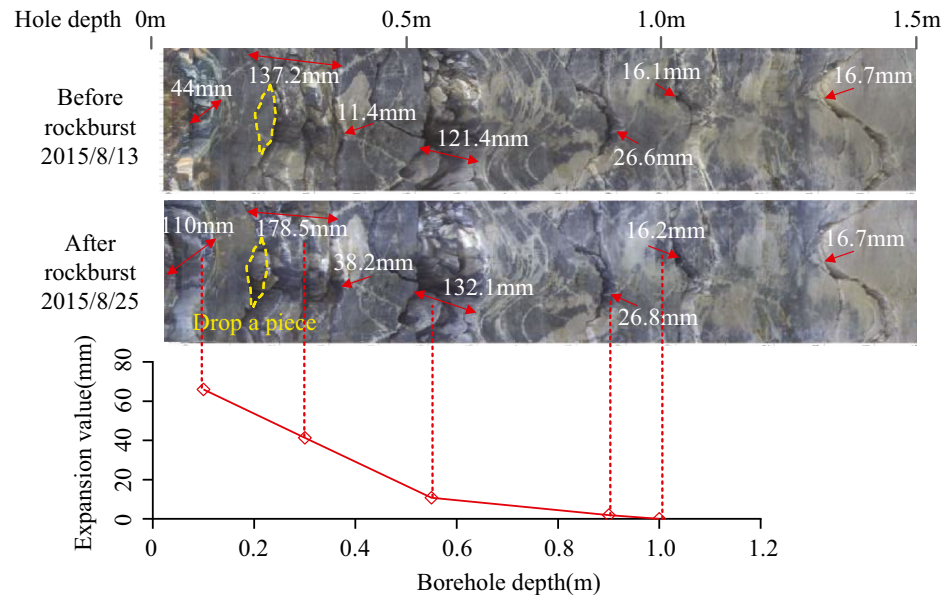 Hole depth 0m 0.5m 1.0m 1.5m
Before
rockburst
2015/8/13
44mm
137.2mm
11.4mm
121.4mm
16.1mm
26.6mm
16.7mm
After
rockburst
2015/8/25
110mm
178.5mm
38.2mm
132.1mm
16.2mm
26.8mm
16.7mm
Drop a piece
Expansion value(mm)
80
60
40
20
0
0 0.2 0.4 0.6 0.8 1.0 1.2
Borehole depth(m)